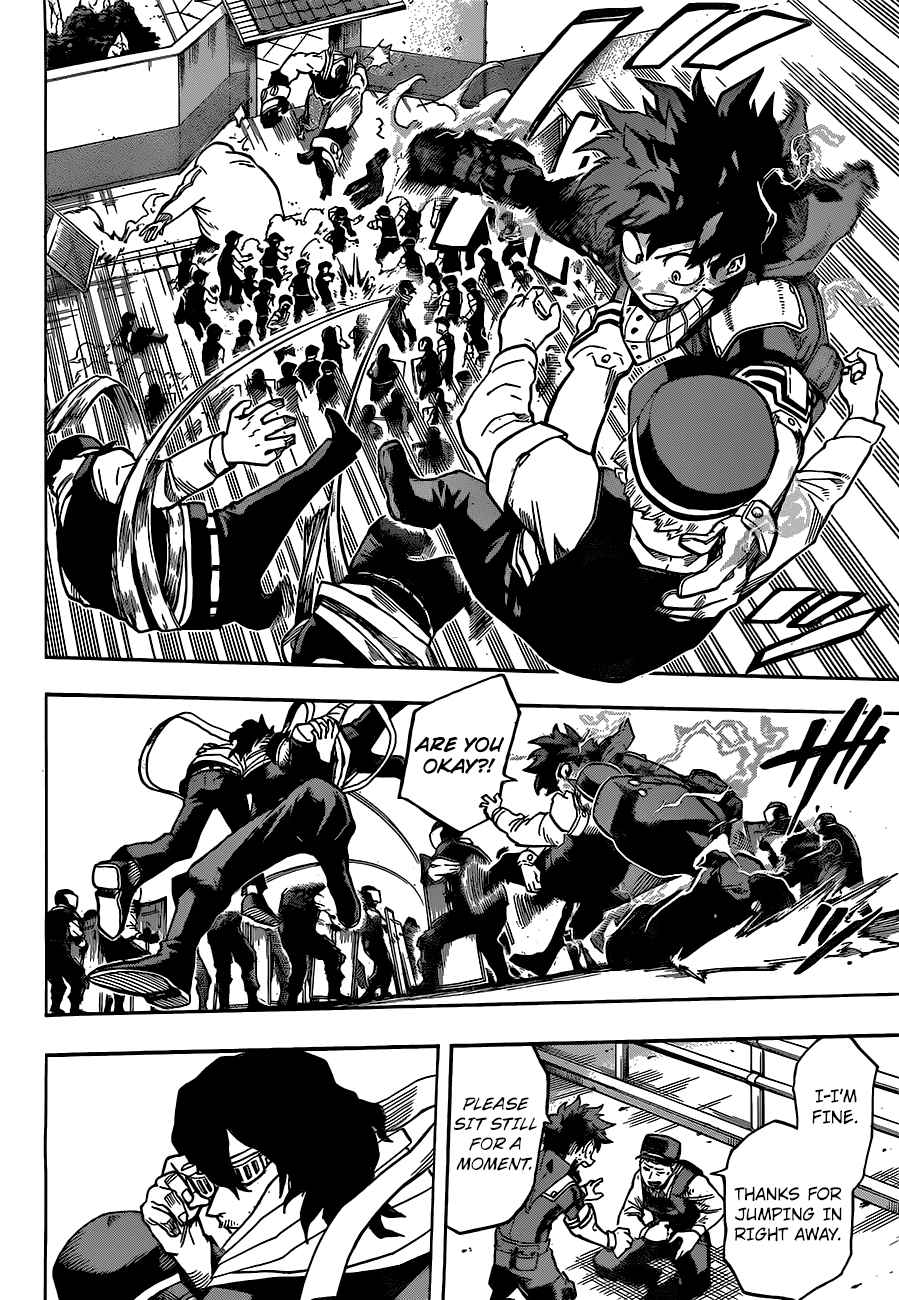 ARE YOU
OKAY?!
I-I'M
FINE.
THANKS FOR
JUMPING IN
RIGHT AWAY.
PLEASE
SIT STILL
FOR A
MOMENT.